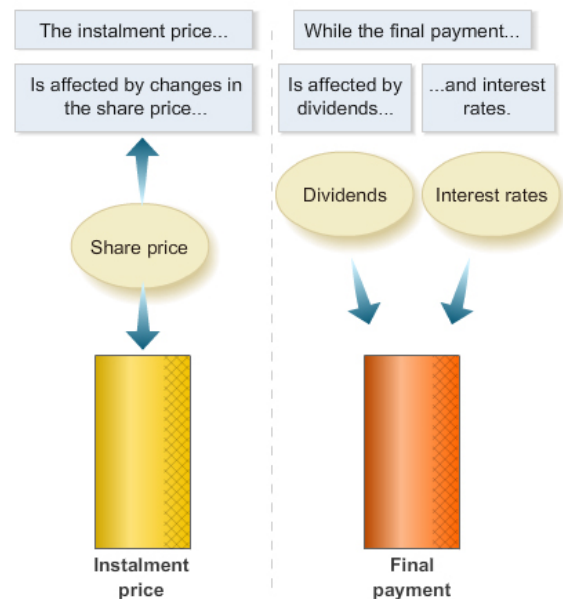 The instalment price...
While the final payment...
Is affected by changes in
the share price...
Is affected by
dividends...
...and interest
rates.
Dividends
Interest rates
Share price
Instalment
price
Final
payment